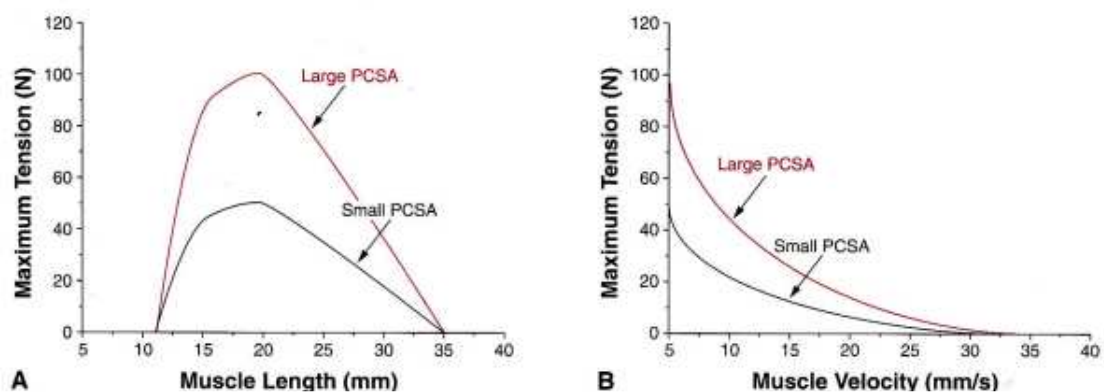 120
100
80
60
40
20
0
Maximum Tension (N)
Large PCSA
Small PCSA
5 10 15 20 25 30 35 40
A
Muscle Length (mm)
120
100
80
60
40
20
0
Maximum Tension (N)
Large PCSA
Small PCSA
5 10 15 20 25 30 35 40
B
Muscle Velocity (mm/s)